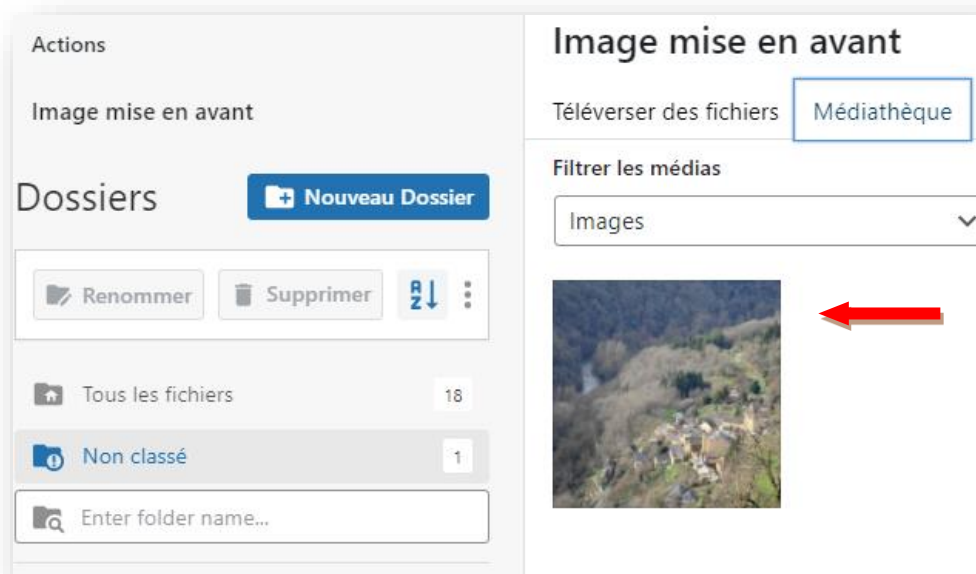 Actions
Image mise en avant
Dossiers
Nouveau Dossier
Renommer
Supprimer
A
Z
Tous les fichiers
18
Non classé
1
Enter folder name...
Image mise en avant
Téléverser des fichiers
Médiathèque
Filtrer les médias
Images